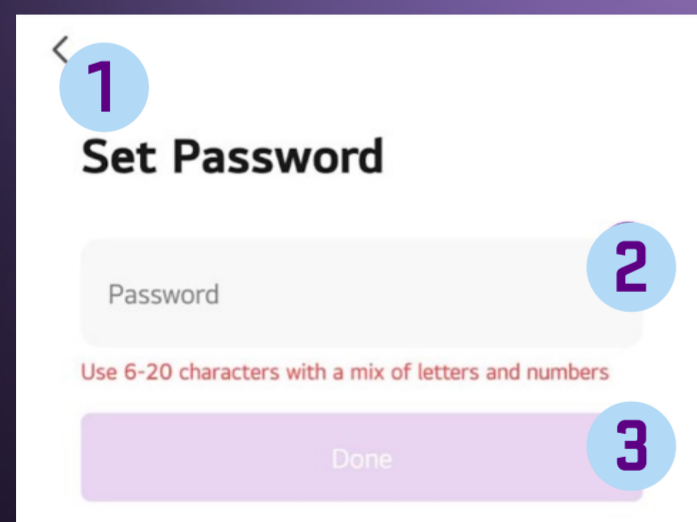 1
Set Password
2
Password
Use 6-20 characters with a mix of letters and numbers
Done
3